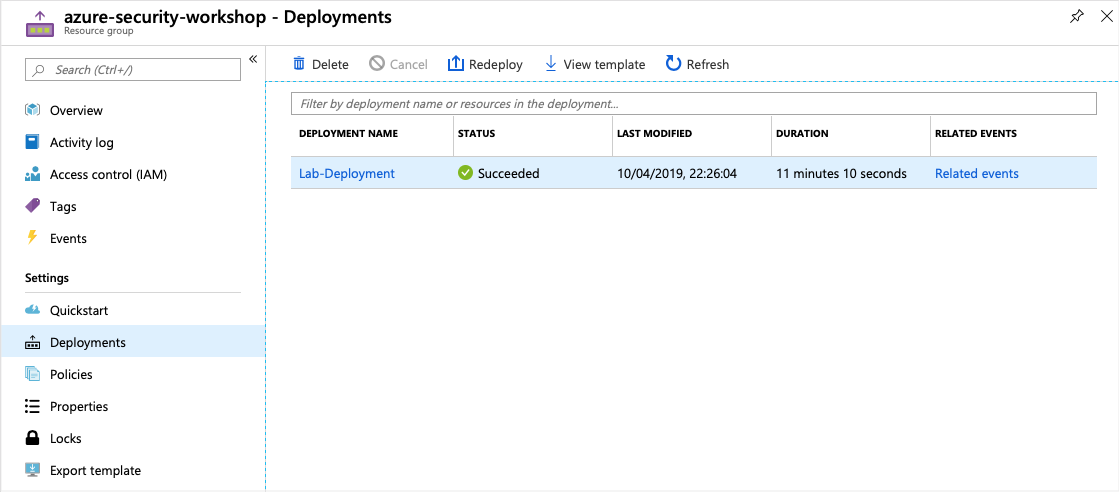 azure-security-workshop - Deployments
Resource group
Search (Ctrl+/)
«
Overview
Activity log
Access control (IAM)
Tags
Events
Settings
Quickstart
Deployments
Policies
Properties
Locks
Export template
Delete Cancel Redeploy View template Refresh
Filter by deployment name or resources in the deployment...
DEPLOYMENT NAME STATUS LAST MODIFIED DURATION RELATED EVENTS
Lab-Deployment Succeeded 10/04/2019, 22:26:04 11 minutes 10 seconds Related events